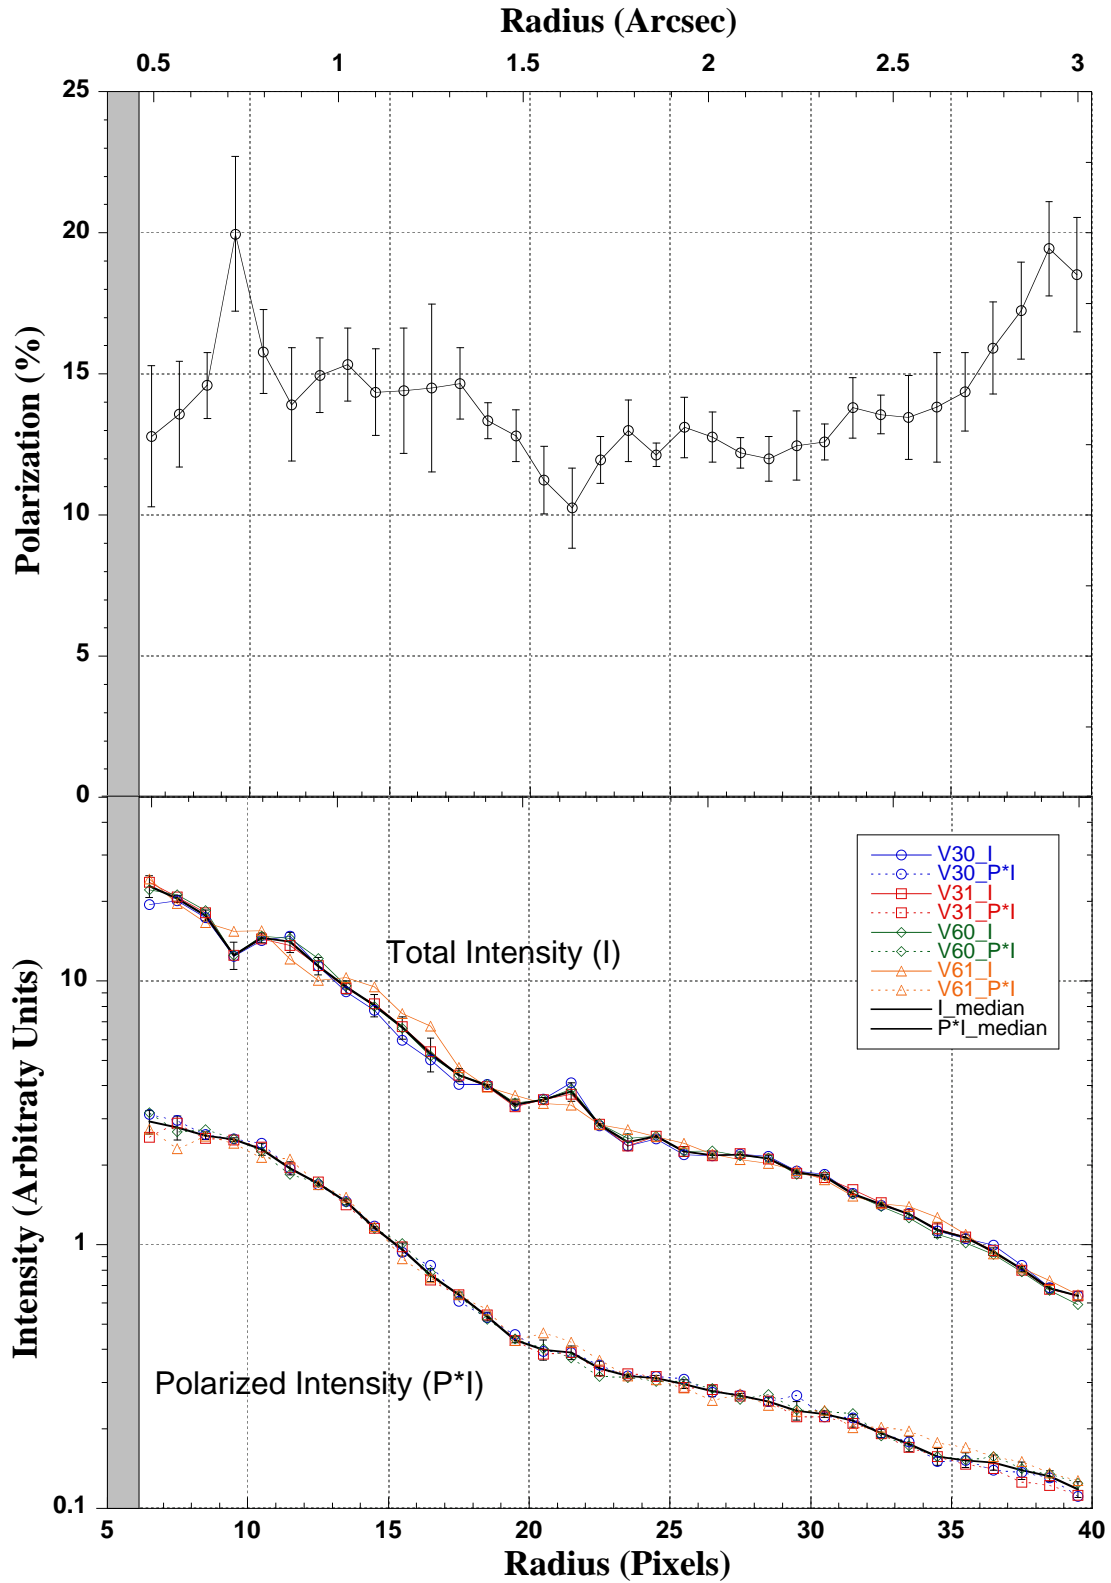 Radius (Arcsec)
0.5 1 1.5 2 2.5 3
25
20
15
10
5
0
Polarization (%)
V30_I
V30_P*I
V31_I
V31_P*I
V60_I
V60_P*I
V61_I
V61_P*I
I_median
P*I_median
Total Intensity (I)
Polarized Intensity (P*I)
10
1
0.1
Intensity (Arbitraty Units)
5 10 15 20 25 30 35 40
Radius (Pixels)